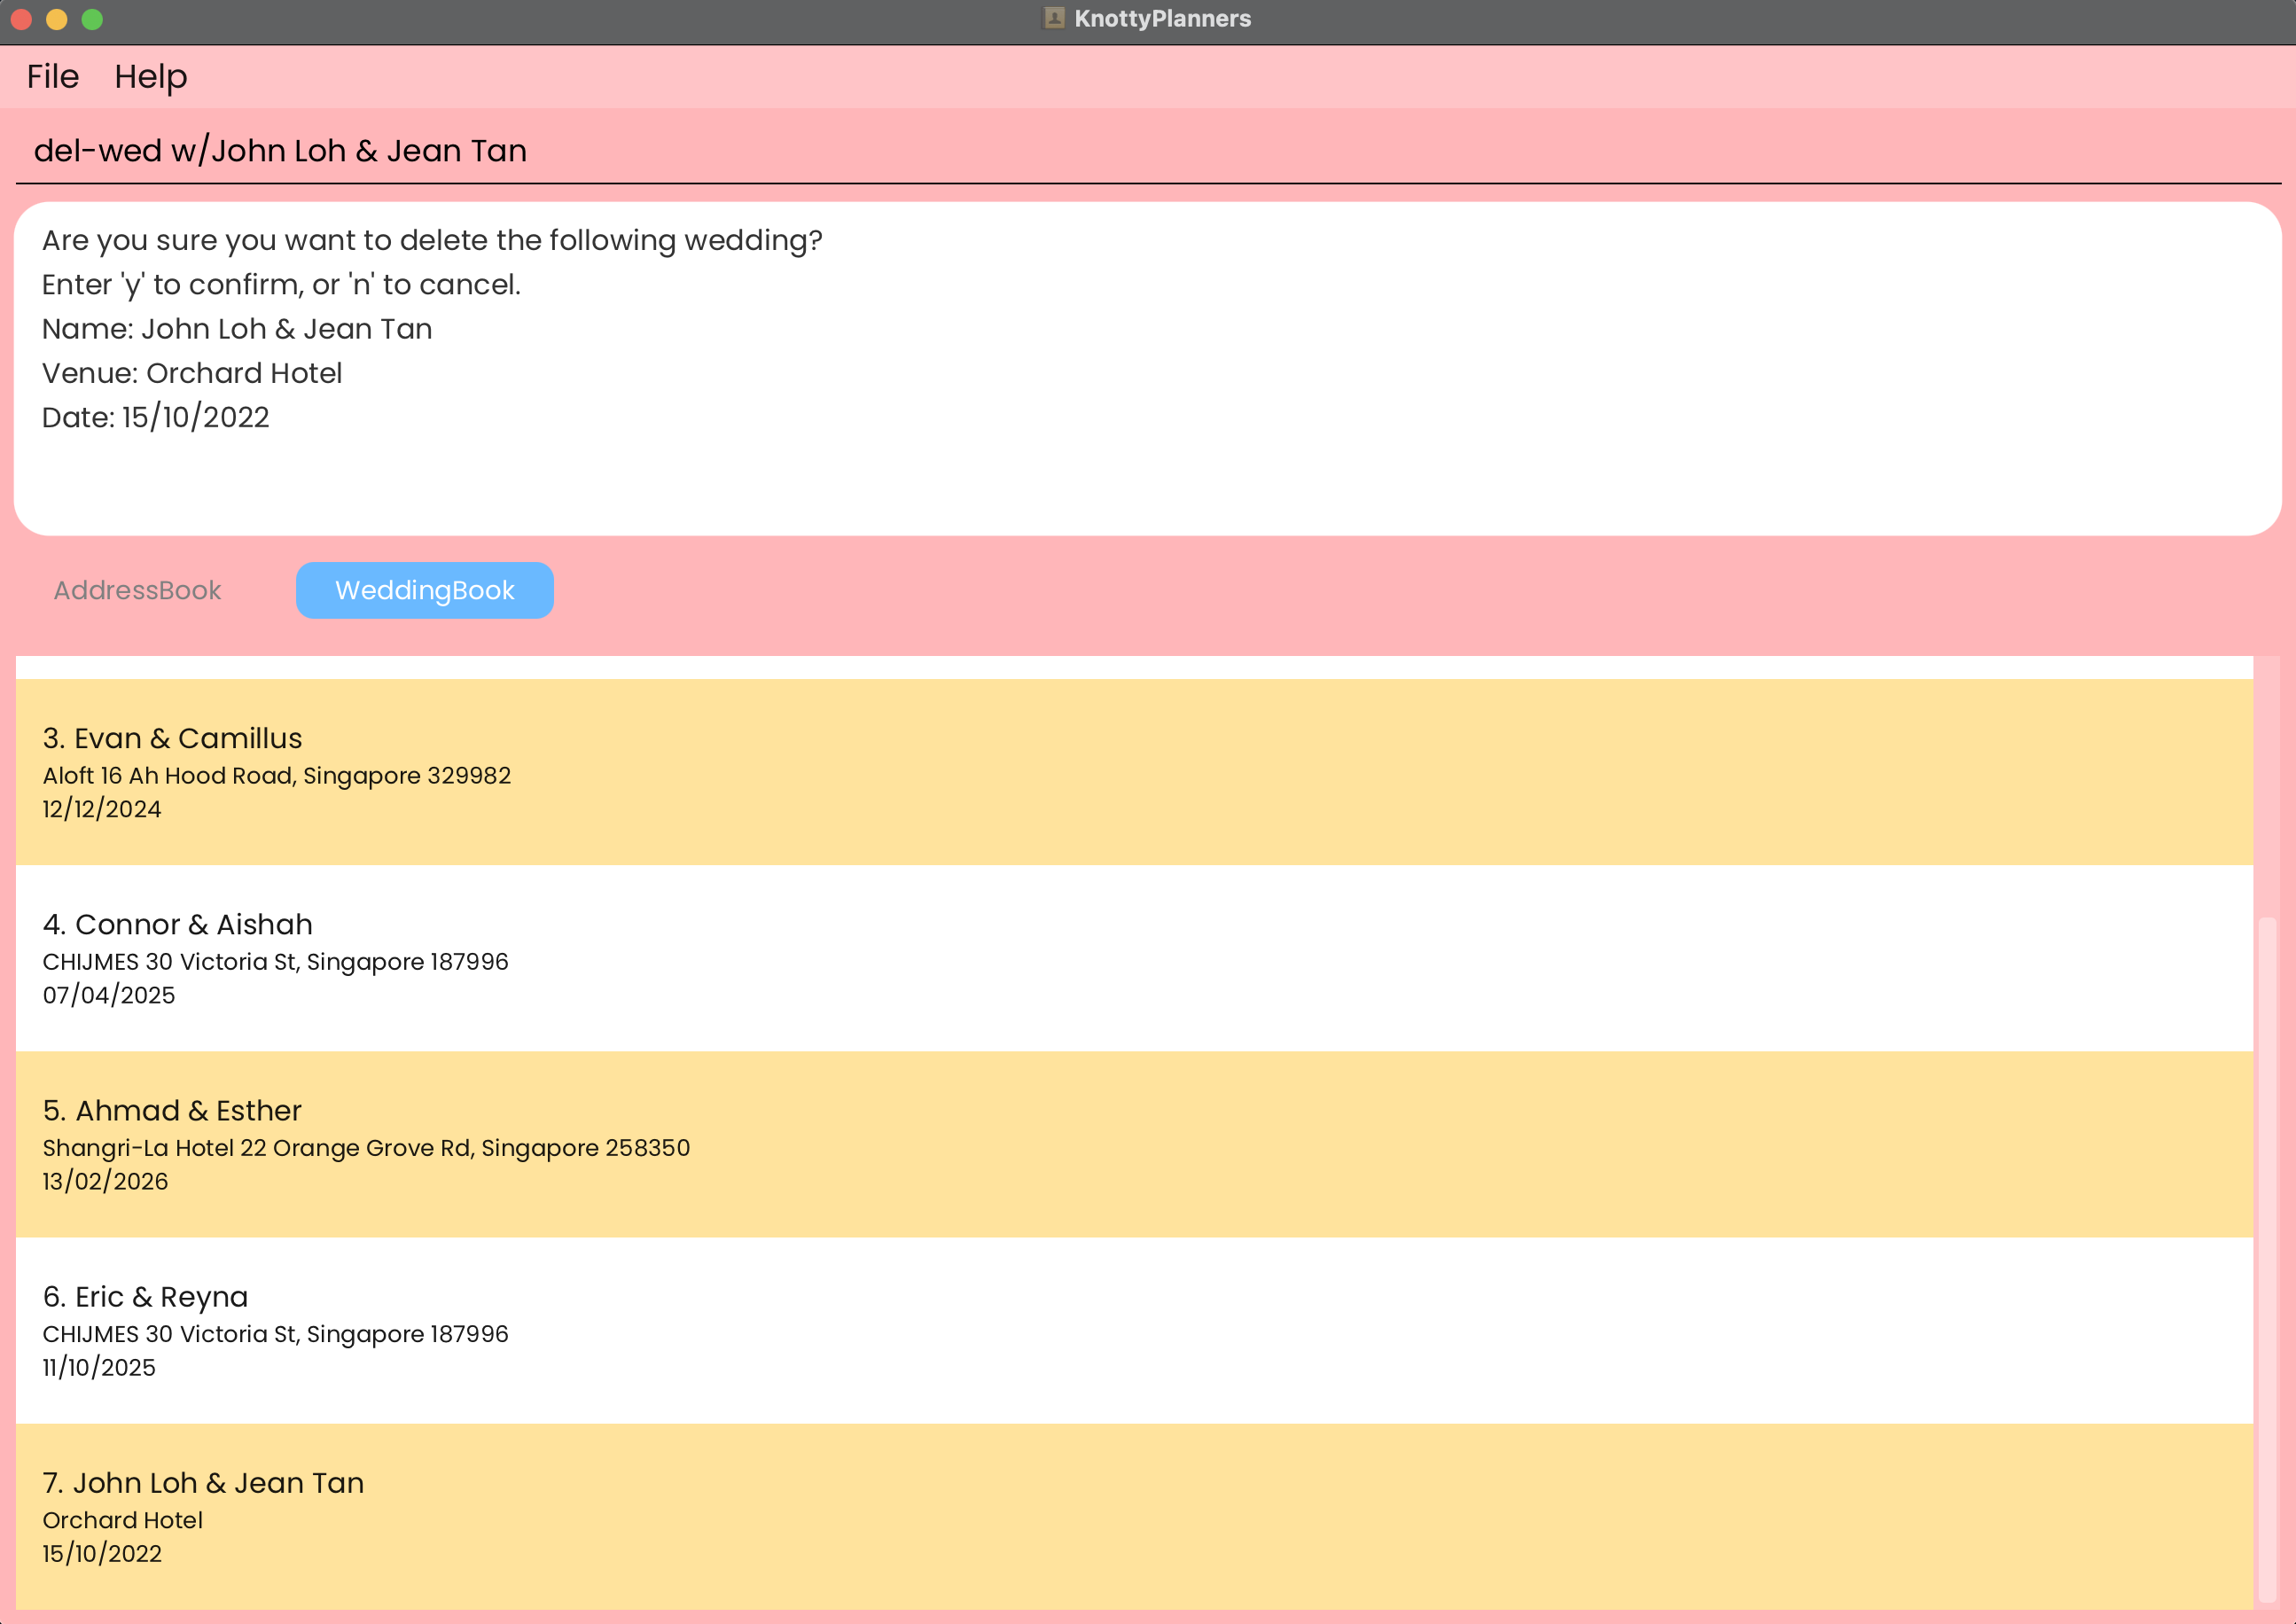 KnottyPlanners
File Help
del-wed w/John Loh & Jean Tan
Are you sure you want to delete the following wedding?
Enter 'y' to confirm, or 'n' to cancel.
Name: John Loh & Jean Tan
Venue: Orchard Hotel
Date: 15/10/2022
AddressBook WeddingBook
3. Evan & Camillus
Aloft 16 Ah Hood Road, Singapore 329982
12/12/2024
4. Connor & Aishah
CHIJMES 30 Victoria St, Singapore 187996
07/04/2025
5. Ahmad & Esther
Shangri-La Hotel 22 Orange Grove Rd, Singapore 258350
13/02/2026
6. Eric & Reyna
CHIJMES 30 Victoria St, Singapore 187996
11/10/2025
7. John Loh & Jean Tan
Orchard Hotel
15/10/2022